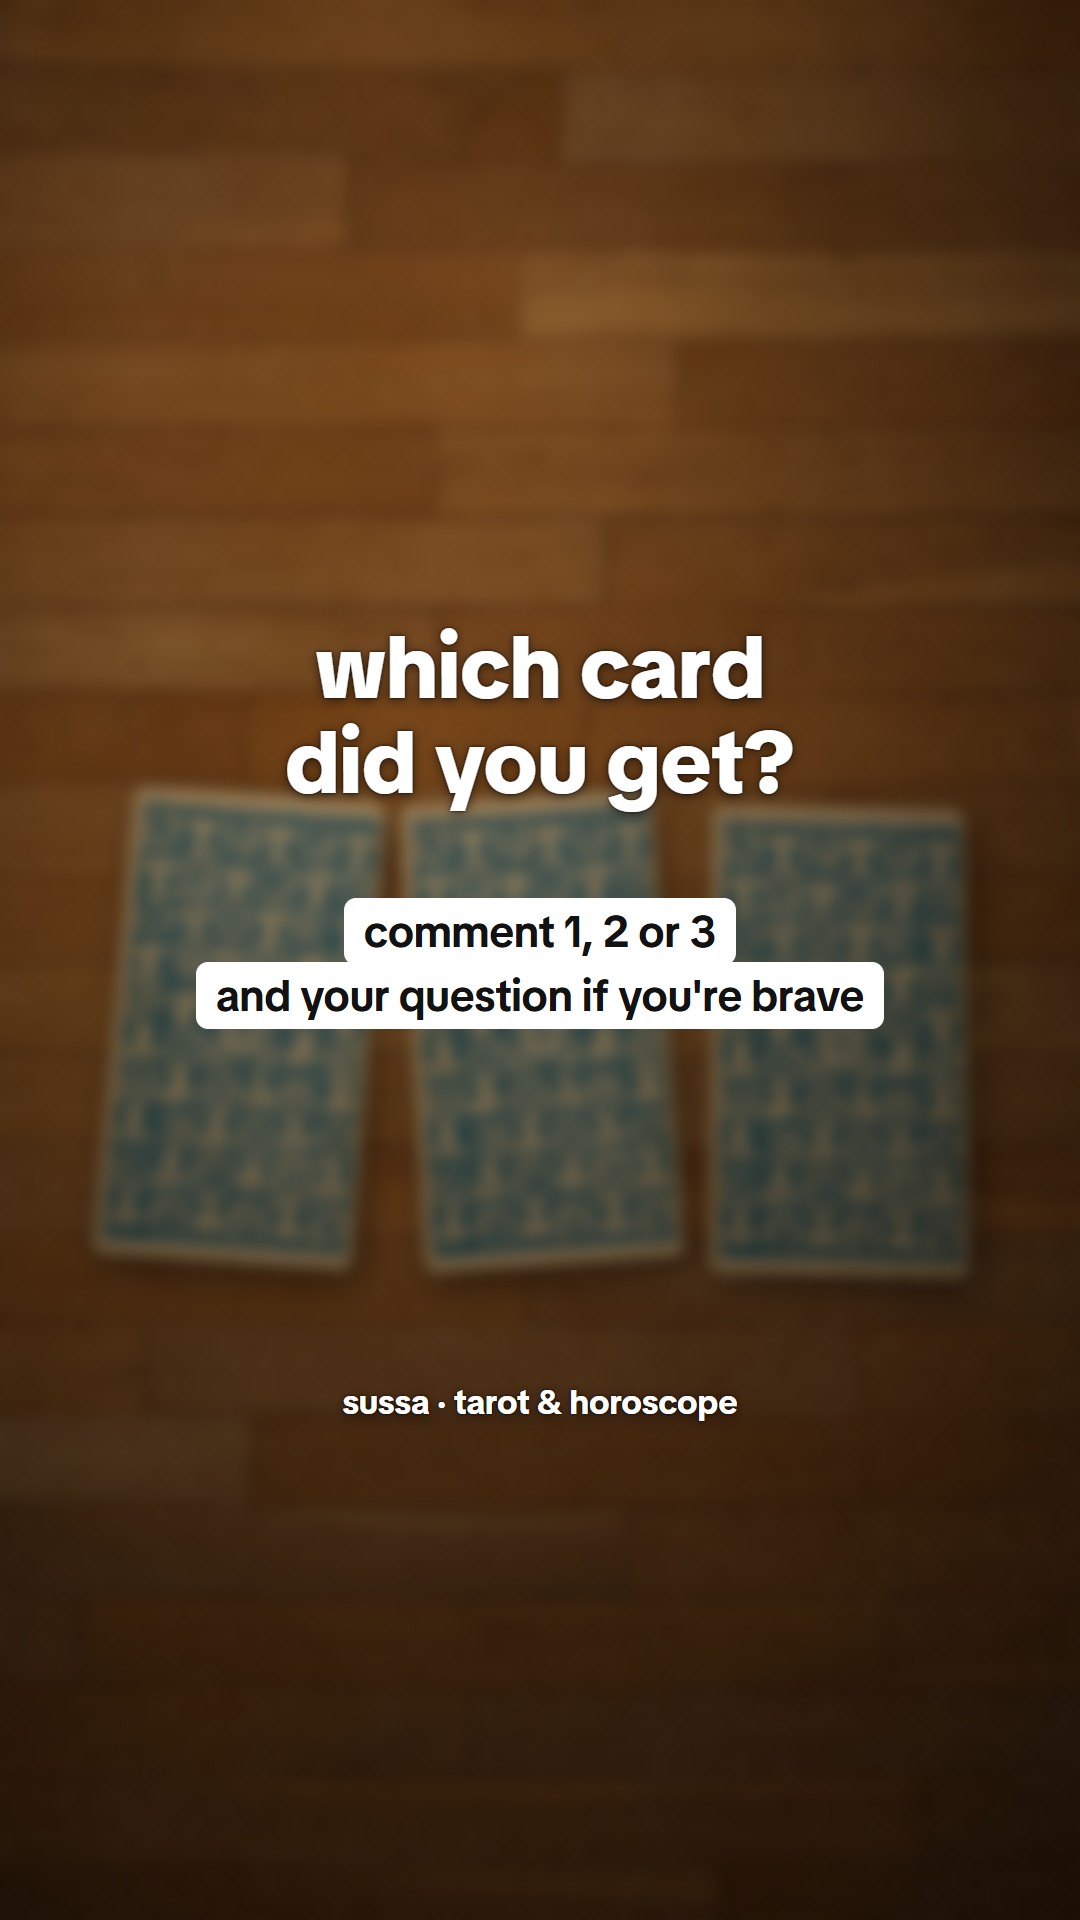 which card
did you get?
comment 1, 2 or 3
and your question if you're brave
sussa · tarot & horoscope